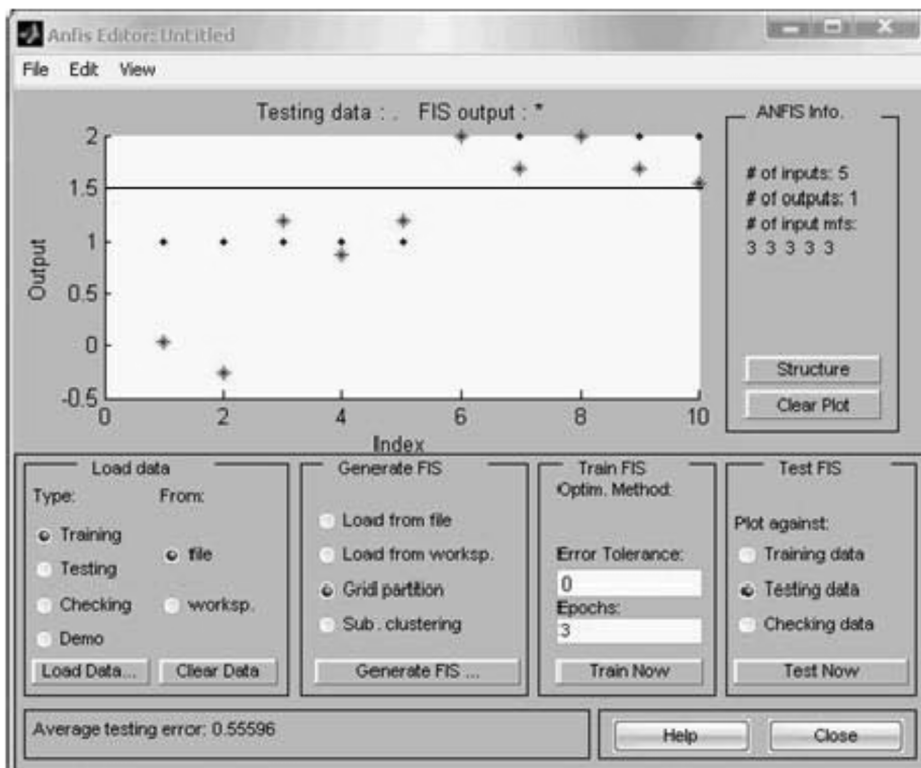 Anfis Editor: Untitled
File Edit View
Testing data : . FIS output : *
2
1.5
1
0.5
0
-0.5
Output
0 2 4 6 8 10
Index
ANFIS Info.
# of inputs: 5
# of outputs: 1
# of input mfs:
3 3 3 3 3
Structure
Clear Plot
Load data
Type: From:
Training
Testing
Checking
Demo
file
worksp.
Load Data... Clear Data
Generate FIS
Load from file
Load from worksp.
Grid partition
Sub. clustering
Generate FIS ...
Train FIS
Optim. Method:
Error Tolerance:
0
Epochs:
3
Train Now
Test FIS
Plot against:
Training data
Testing data
Checking data
Test Now
Average testing error: 0.55596
Help Close